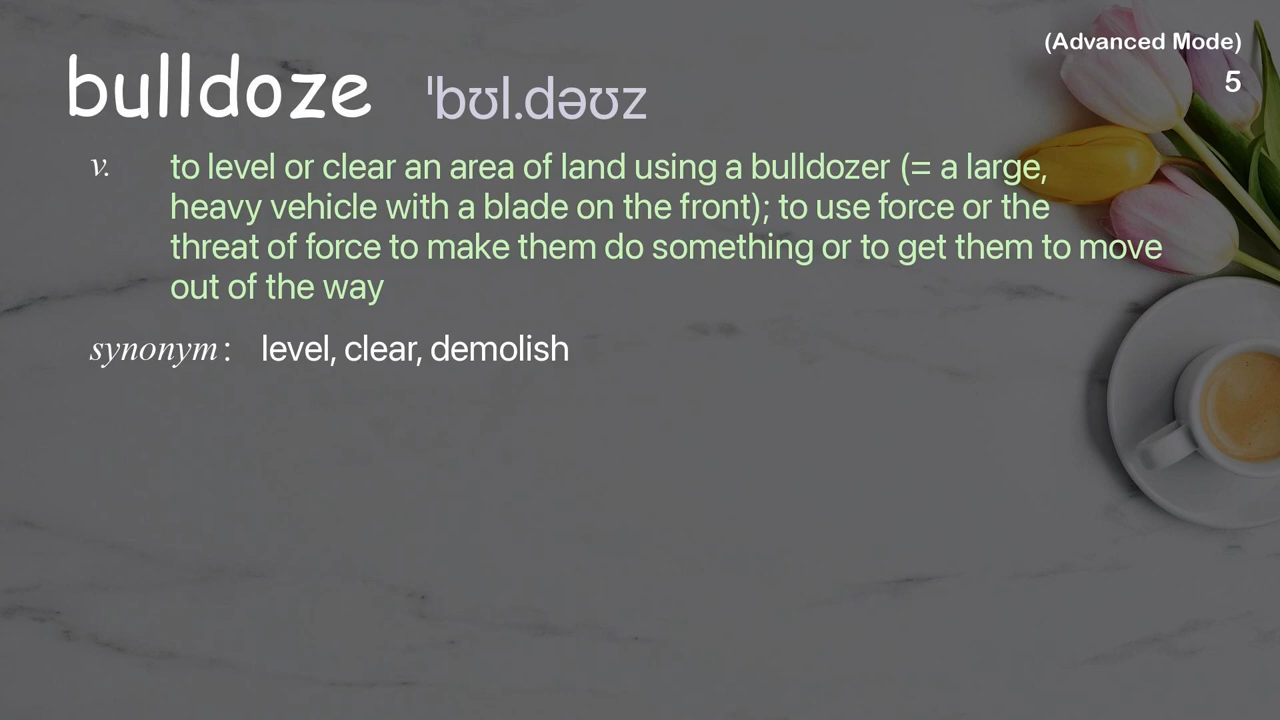 (Advanced Mode)
5
bulldoze ˈbʊl.dəʊz
v. to level or clear an area of land using a bulldozer (= a large,
heavy vehicle with a blade on the front); to use force or the
threat of force to make them do something or to get them to move
out of the way
synonym : level, clear, demolish